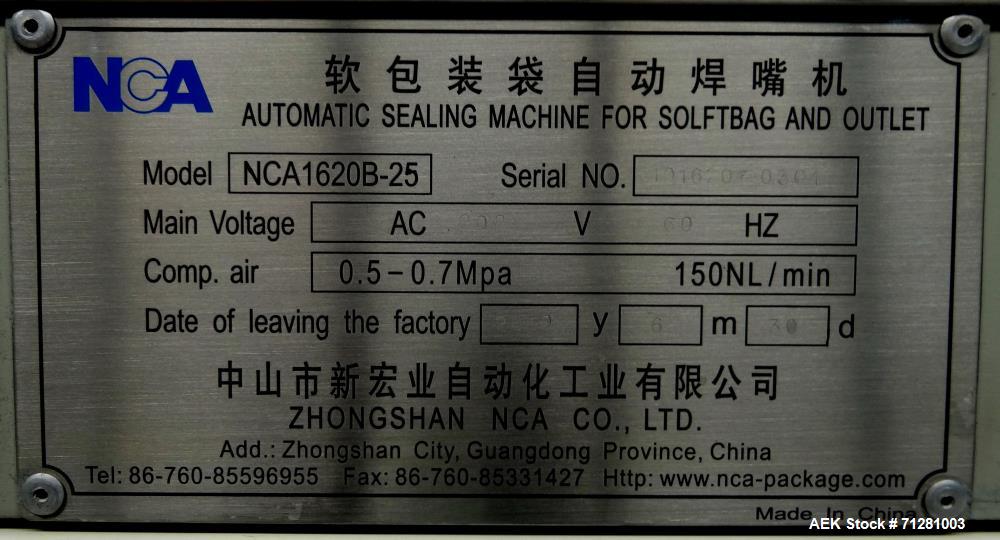 NCA 软包装袋自动焊嘴机
AUTOMATIC SEALING MACHINE FOR SOLFTBAG AND OUTLET
Model NCA1620B-25 Serial NO.
Main Voltage AC V 60 HZ
Comp. air 0.5-0.7Mpa 150NL/min
Date of leaving the factory y 6 m 30 d
中山市新宏业自动化工业有限公司
ZHONGSHAN NCA CO., LTD.
Add.: Zhongshan City, Guangdong Province, China
Tel: 86-760-85596955 Fax: 86-760-85331427 Http: www.nca-package.com
Made In China
AEK Stock # 71281003